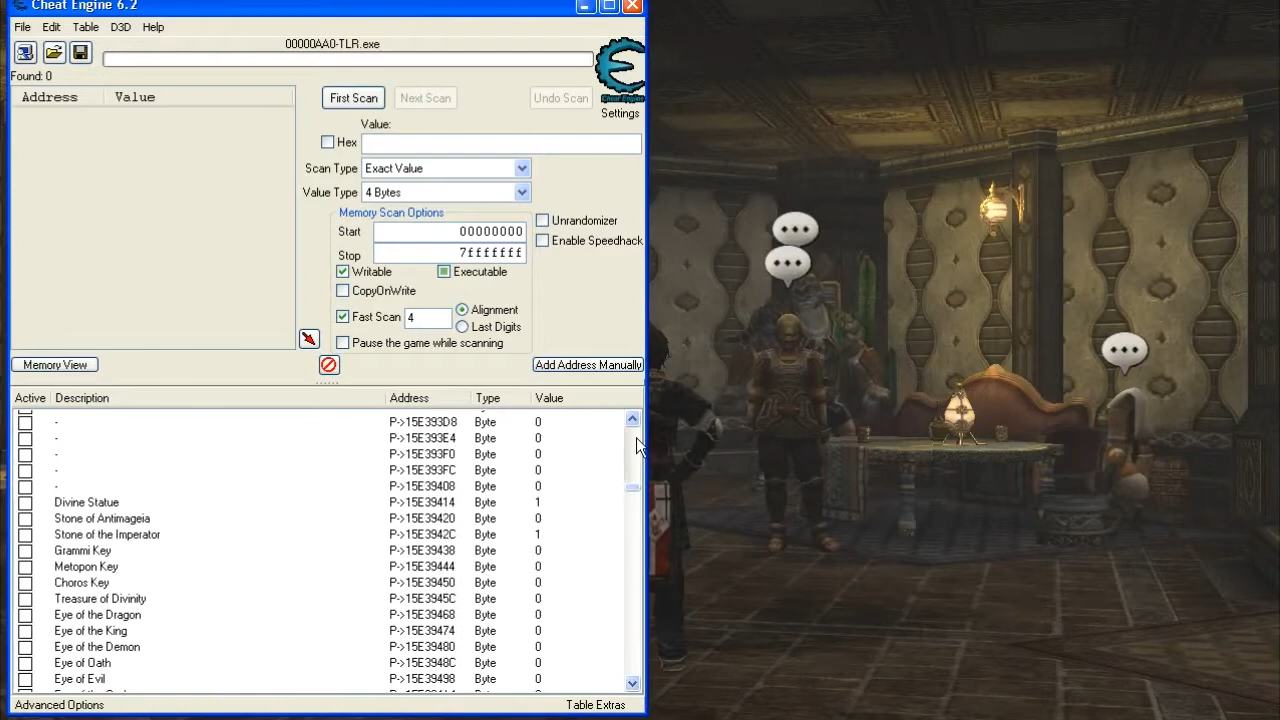 Cheat Engine 6.2
File Edit Table D3D Help
00000AA0-TLR.exe
Found: 0
Address Value
First Scan Next Scan Undo Scan
Cheat Engine
Settings
Value:
Hex
Scan Type Exact Value
Value Type 4 Bytes
Memory Scan Options
Start 00000000
Stop 7fffffff
Unrandomizer
Enable Speedhack
Writable Executable
CopyOnWrite
Fast Scan 4 Alignment
Last Digits
Pause the game while scanning
Memory View Add Address Manually
Active Description Address Type Value
- P->15E393D8 Byte 0
- P->15E393E4 Byte 0
- P->15E393F0 Byte 0
- P->15E393FC Byte 0
- P->15E39408 Byte 0
Divine Statue P->15E39414 Byte 1
Stone of Antimageia P->15E39420 Byte 0
Stone of the Imperator P->15E3942C Byte 1
Grammi Key P->15E39438 Byte 0
Metopon Key P->15E39444 Byte 0
Choros Key P->15E39450 Byte 0
Treasure of Divinity P->15E3945C Byte 0
Eye of the Dragon P->15E39468 Byte 0
Eye of the King P->15E39474 Byte 0
Eye of the Demon P->15E39480 Byte 0
Eye of Oath P->15E3948C Byte 0
Eye of Evil P->15E39498 Byte 0
Advanced Options Table Extras